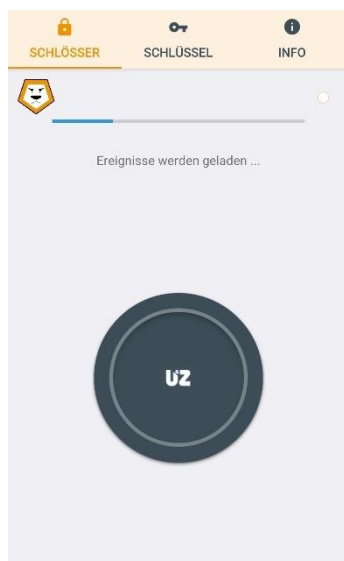 SCHLÖSSER
SCHLÜSSEL
INFO
Ereignisse werden geladen ...
UZ